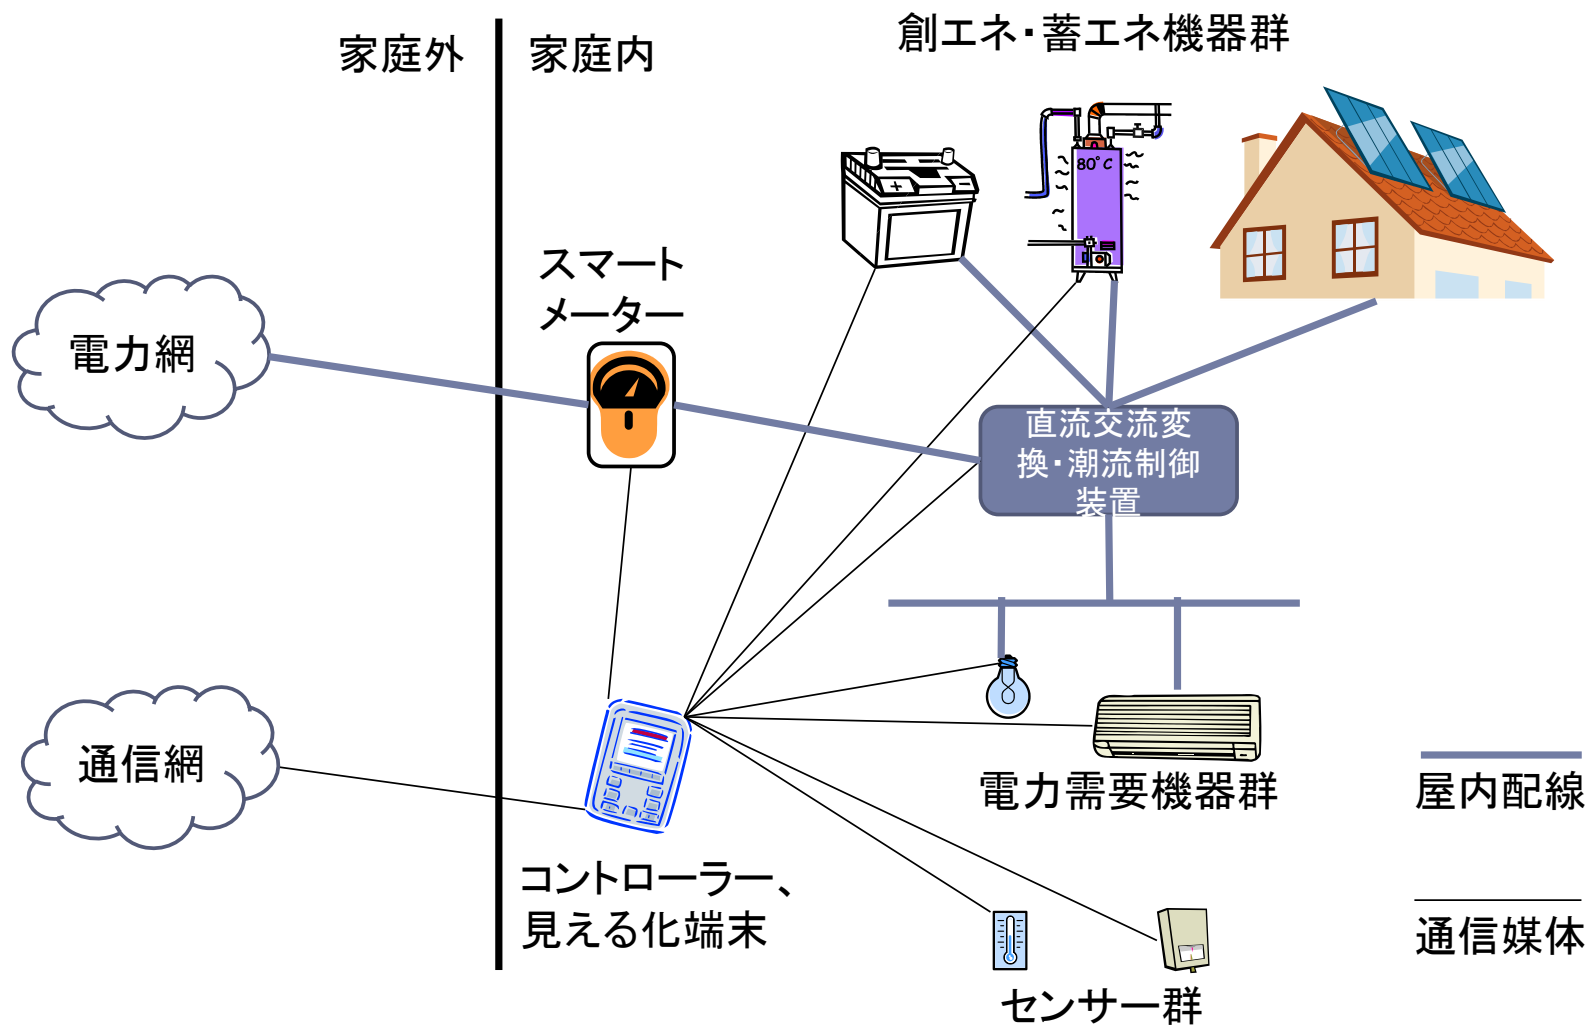 家庭外
家庭内
創エネ・蓄エネ機器群
80°C
スマート
メーター
電力網
直流交流変
換・潮流制御
装置
通信網
電力需要機器群
屋内配線
コントローラー、
見える化端末
通信媒体
センサー群